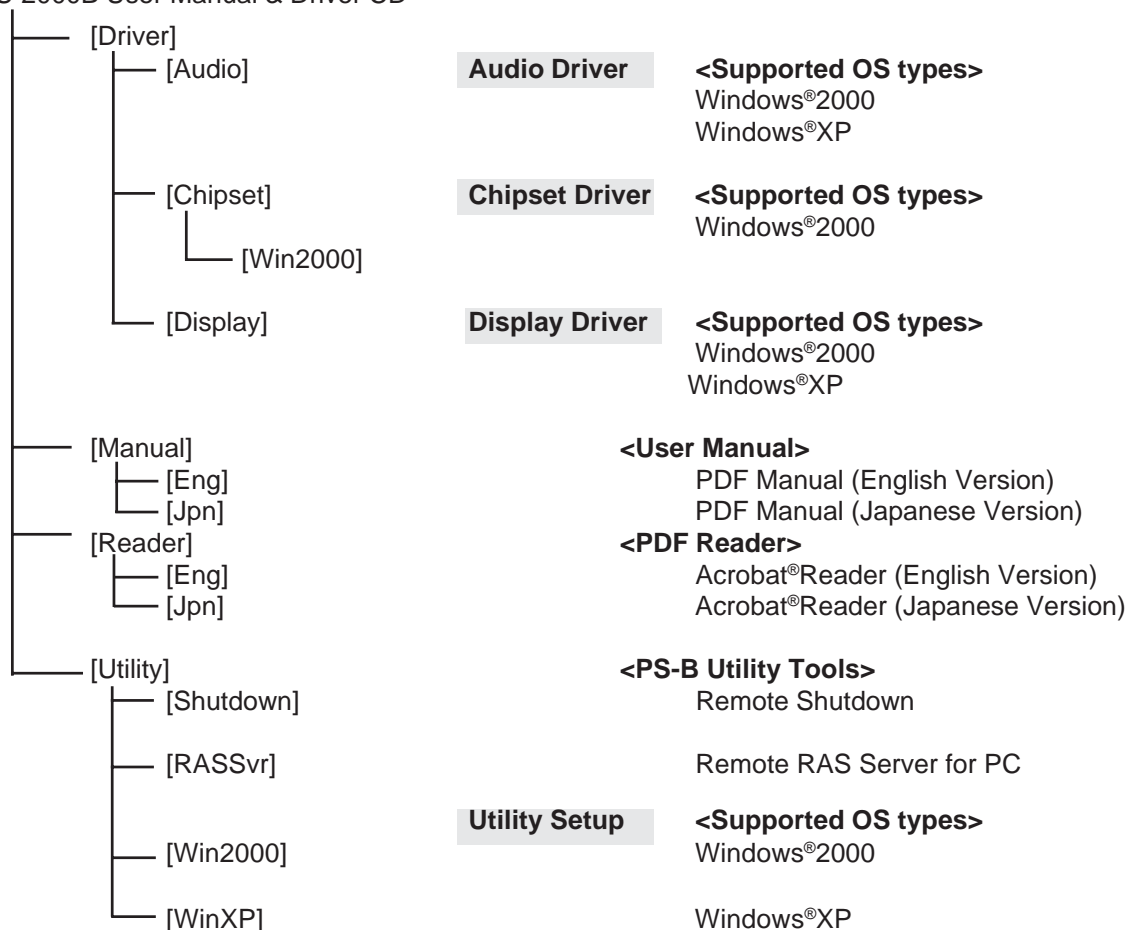 User Manual & Driver CD
[Driver]
[Audio] Audio Driver <Supported OS types>
Windows®2000
Windows®XP
[Chipset] Chipset Driver <Supported OS types>
Windows®2000
[Win2000]
[Display] Display Driver <Supported OS types>
Windows®2000
Windows®XP
[Manual] <User Manual>
[Eng] PDF Manual (English Version)
[Jpn] PDF Manual (Japanese Version)
[Reader] <PDF Reader>
[Eng] Acrobat®Reader (English Version)
[Jpn] Acrobat®Reader (Japanese Version)
[Utility] <PS-B Utility Tools>
[Shutdown] Remote Shutdown
[RASSvr] Remote RAS Server for PC
Utility Setup <Supported OS types>
[Win2000] Windows®2000
[WinXP] Windows®XP